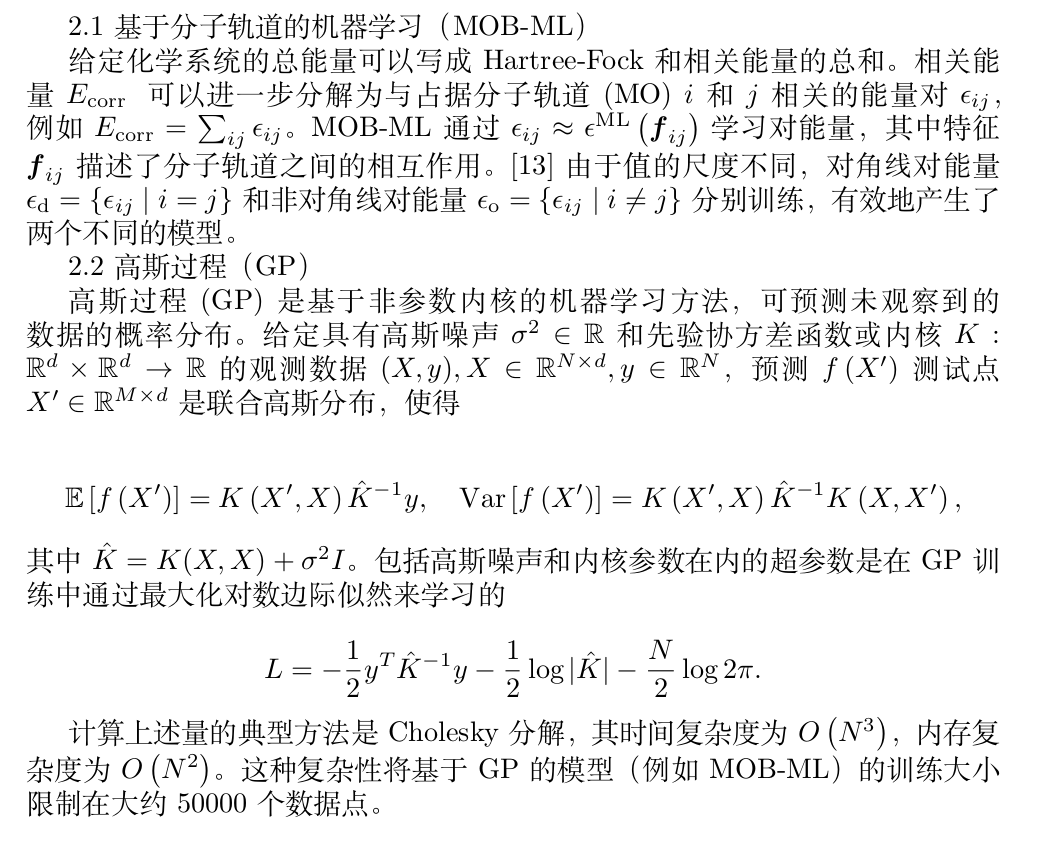 2.1 基于分子轨道的机器学习（MOB-ML）
给定化学系统的总能量可以写成 Hartree-Fock 和相关能量的总和。相关能
量 $E_{\mathrm{corr}}$ 可以进一步分解为与占据分子轨道 (MO) $i$ 和 $j$ 相关的能量对 $\epsilon_{ij}$,
例如 $E_{\mathrm{corr}} = \sum_{ij} \epsilon_{ij}$。MOB-ML 通过 $\epsilon_{ij} \approx \epsilon^{\mathrm{ML}}\left(\boldsymbol{f}_{ij}\right)$ 学习对能量，其中特征
$\boldsymbol{f}_{ij}$ 描述了分子轨道之间的相互作用。[13] 由于值的尺度不同，对角线对能量
$\epsilon_{\mathrm{d}} = \{\epsilon_{ij} \mid i = j\}$ 和非对角线对能量 $\epsilon_{\mathrm{o}} = \{\epsilon_{ij} \mid i \neq j\}$ 分别训练，有效地产生了
两个不同的模型。
2.2 高斯过程（GP）
高斯过程 (GP) 是基于非参数内核的机器学习方法，可预测未观察到的
数据的概率分布。给定具有高斯噪声 $\sigma^2 \in \mathbb{R}$ 和先验协方差函数或内核 $K :$
$\mathbb{R}^d \times \mathbb{R}^d \rightarrow \mathbb{R}$ 的观测数据 $(X, y), X \in \mathbb{R}^{N \times d}, y \in \mathbb{R}^N$，预测 $f(X')$ 测试点
$X' \in \mathbb{R}^{M \times d}$ 是联合高斯分布，使得
$\mathbb{E}[f(X')] = K(X', X)\hat{K}^{-1}y, \quad \mathrm{Var}[f(X')] = K(X', X)\hat{K}^{-1}K(X, X'),$
其中 $\hat{K} = K(X, X) + \sigma^2 I$。包括高斯噪声和内核参数在内的超参数是在 GP 训
练中通过最大化对数边际似然来学习的
$L = -\frac{1}{2}y^T\hat{K}^{-1}y - \frac{1}{2}\log|\hat{K}| - \frac{N}{2}\log 2\pi.$
计算上述量的典型方法是 Cholesky 分解，其时间复杂度为 $O\left(N^3\right)$，内存复
杂度为 $O\left(N^2\right)$。这种复杂性将基于 GP 的模型（例如 MOB-ML）的训练大小
限制在大约 50000 个数据点。